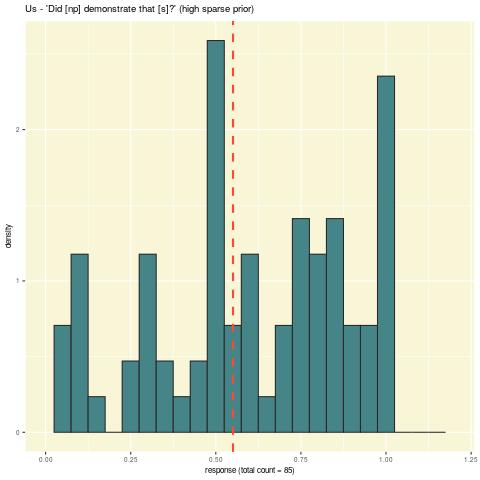 Us - 'Did [np] demonstrate that [s]?' (high sparse prior)
density
2
1
0
0.00 0.25 0.50 0.75 1.00 1.25
response (total count = 85)